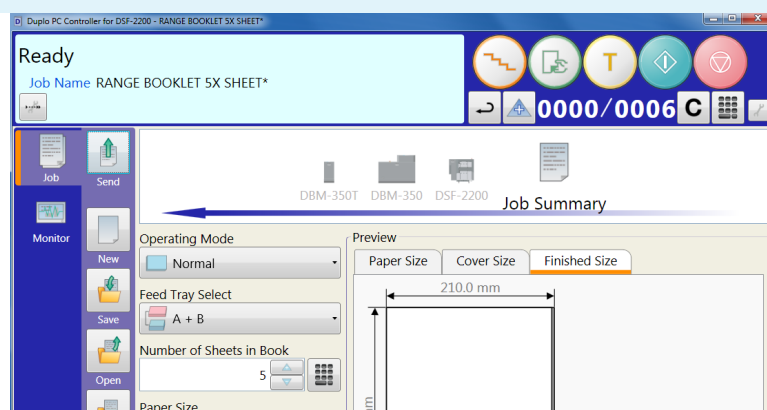 Duplo PC Controller for DSF-2200 - RANGE BOOKLET 5X SHEET*
Ready
Job Name RANGE BOOKLET 5X SHEET*
T
0000/0006 C
Job
Send
DBM-350T DBM-350 DSF-2200 Job Summary
Monitor
New
Operating Mode
Normal
Preview
Paper Size Cover Size Finished Size
Feed Tray Select
A + B
210.0 mm
Save
Number of Sheets in Book
5
Open
Paper Size